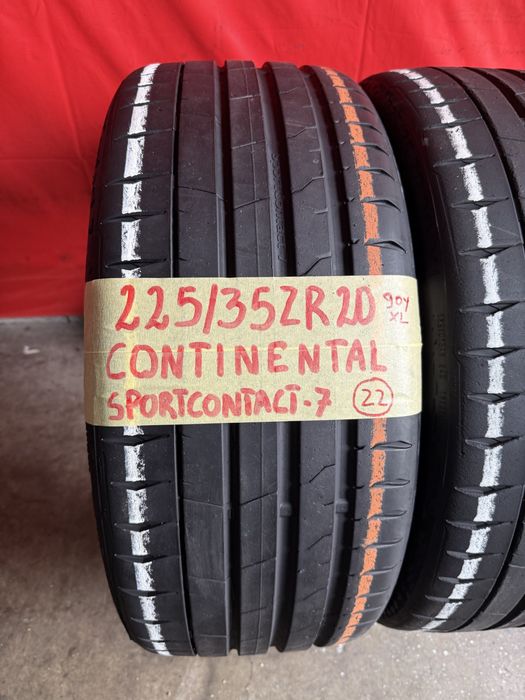 225/35ZR20 90Y
XL
CONTINENTAL
SPORTCONTACT-7 22